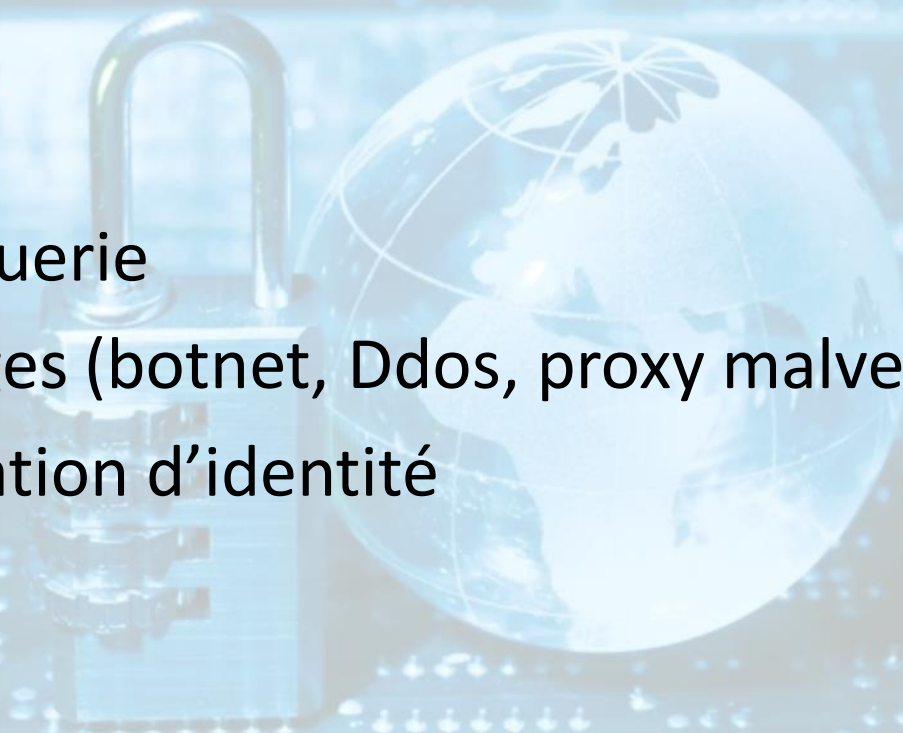 uerie
es (botnet, Ddos, proxy malve
ation d’identité